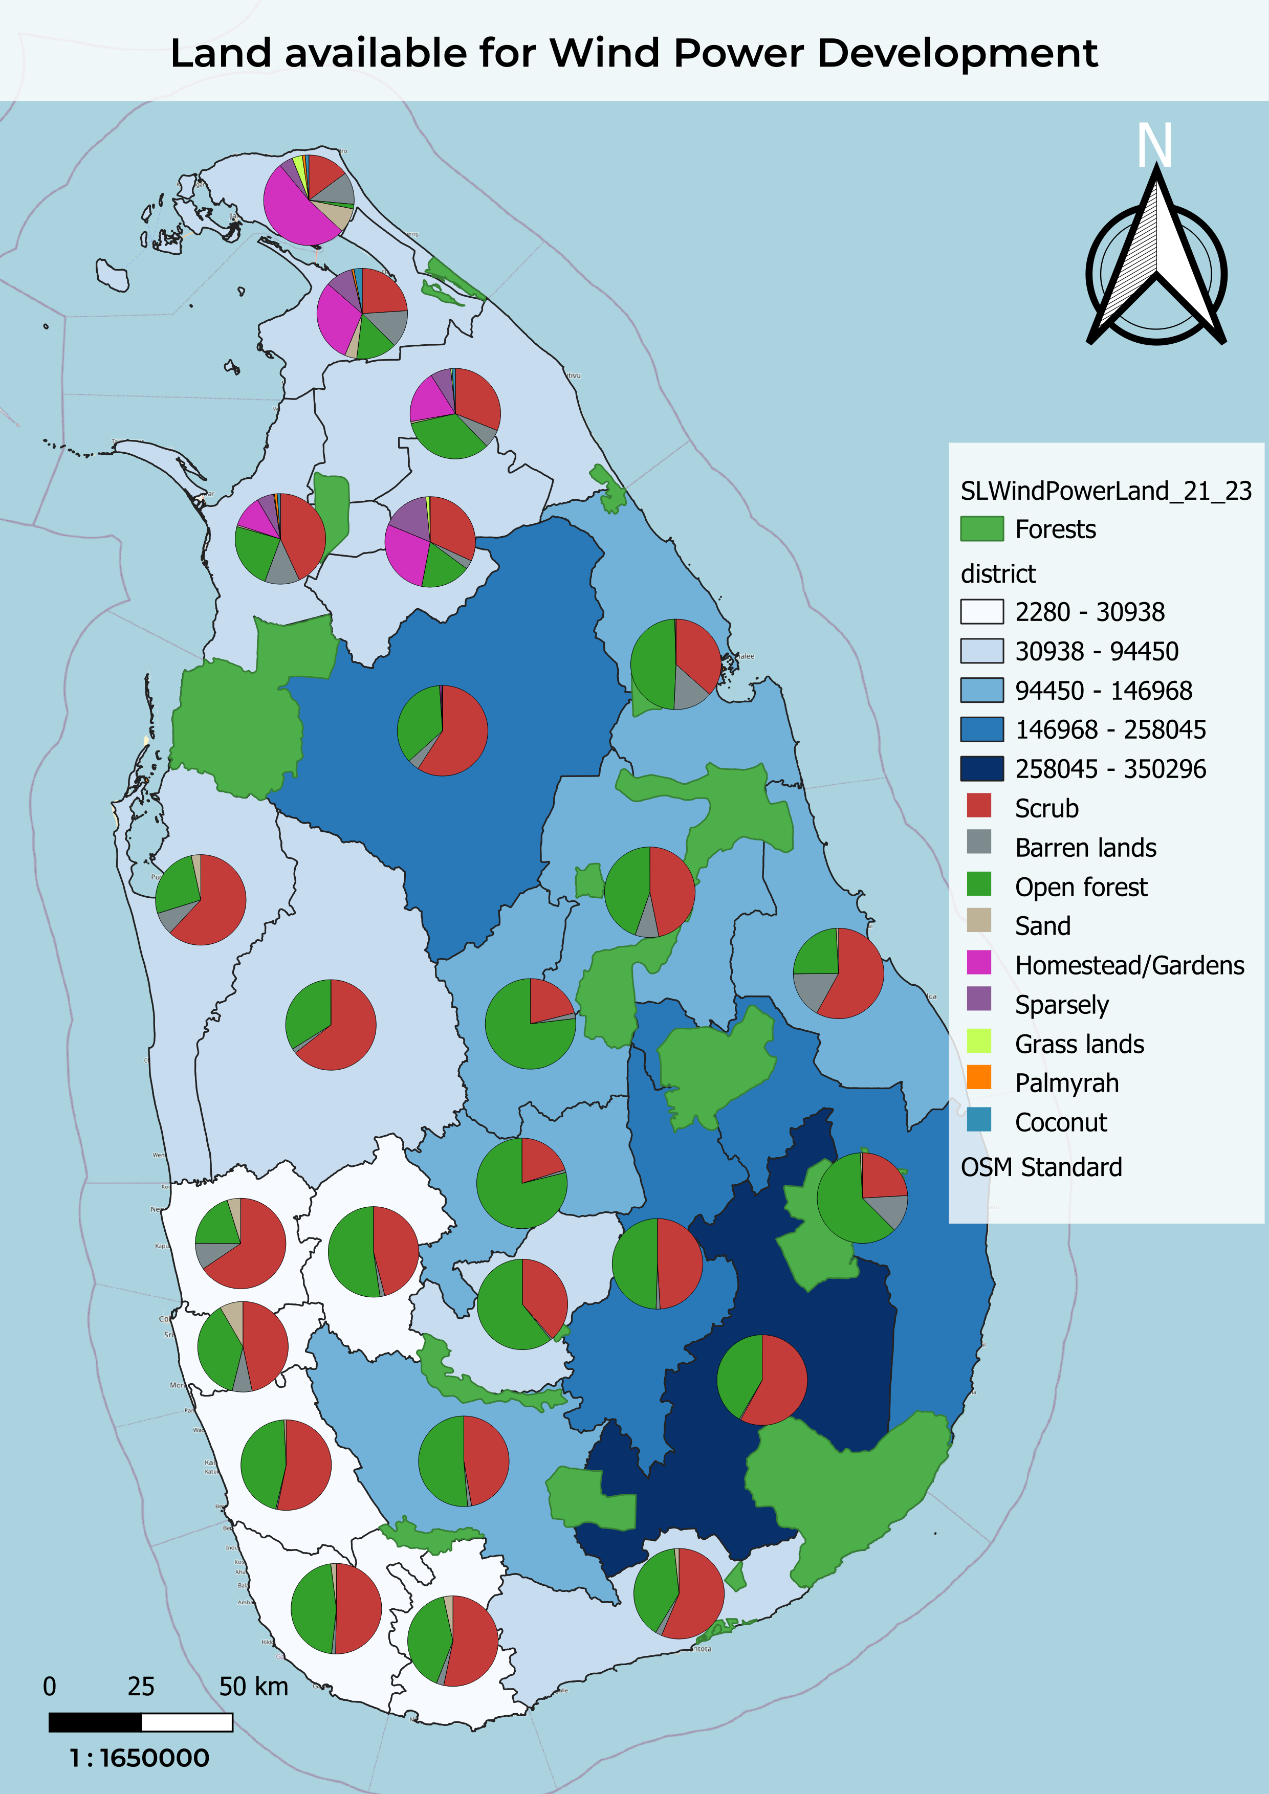 Land available for Wind Power Development
N
SLWindPowerLand_21_23
Forests
district
2280 - 30938
30938 - 94450
94450 - 146968
146968 - 258045
258045 - 350296
Scrub
Barren lands
Open forest
Sand
Homestead/Gardens
Sparsely
Grass lands
Palmyrah
Coconut
OSM Standard
0 25 50 km
1 : 1650000